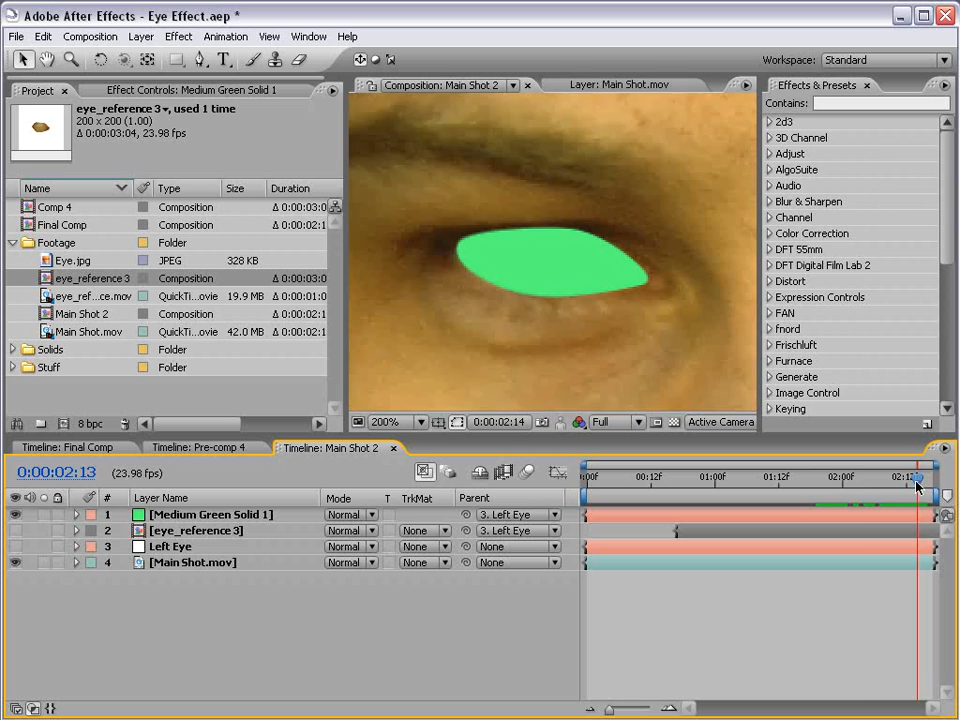 Adobe After Effects - Eye Effect.aep *
File Edit Composition Layer Effect Animation View Window Help
Workspace: Standard
Project Effect Controls: Medium Green Solid 1
eye_reference 3, used 1 time
200 x 200 (1.00)
Δ 0:00:03:04, 23.98 fps
Name Type Size Duration
Comp 4 Composition Δ 0:00:03:0
Final Comp Composition Δ 0:00:02:1
Footage Folder
Eye.jpg JPEG 328 KB
eye_reference 3 Composition Δ 0:00:03:0
eye_ref...ce.mov QuickTi...ovie 19.9 MB Δ 0:00:01:0
Main Shot 2 Composition Δ 0:00:02:1
Main Shot.mov QuickTi...ovie 42.0 MB Δ 0:00:02:1
Solids Folder
Stuff Folder
8 bpc
Composition: Main Shot 2 Layer: Main Shot.mov
200% 0:00:02:14 Full Active Camera
Effects & Presets
Contains:
2d3
3D Channel
Adjust
AlgoSuite
Audio
Blur & Sharpen
Channel
Color Correction
DFT 55mm
DFT Digital Film Lab 2
Distort
Expression Controls
FAN
fnord
Frischluft
Furnace
Generate
Image Control
Keying
Timeline: Final Comp Timeline: Pre-comp 4 Timeline: Main Shot 2
0:00:02:13 (23.98 fps)
:00f 00:12f 01:00f 01:12f 02:00f 02:12
# Layer Name Mode T TrkMat Parent
1 [Medium Green Solid 1] Normal 3. Left Eye
2 [eye_reference 3] Normal None 3. Left Eye
3 Left Eye Normal None None
4 [Main Shot.mov] Normal None None